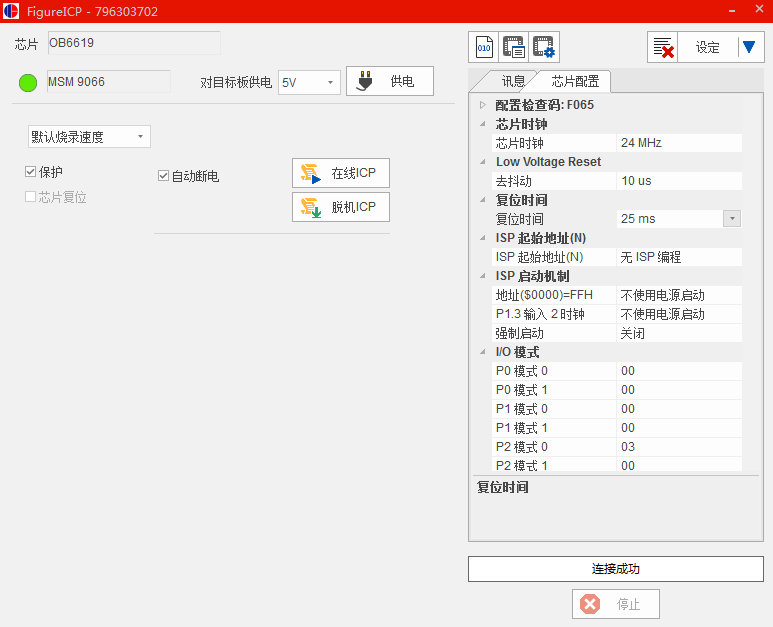 FigureICP - 796303702
芯片
OB6619
MSM 9066
对目标板供电
5V
供电
默认烧录速度
保护
自动断电
芯片复位
在线ICP
脱机ICP
010
设定
讯息
芯片配置
配置检查码: F065
芯片时钟
芯片时钟 24 MHz
Low Voltage Reset
去抖动 10 us
复位时间
复位时间 25 ms
ISP 起始地址(N)
ISP 起始地址(N) 无 ISP 编程
ISP 启动机制
地址($0000)=FFH 不使用电源启动
P1.3 输入 2 时钟 不使用电源启动
强制启动 关闭
I/O 模式
P0 模式 0 00
P0 模式 1 00
P1 模式 0 00
P1 模式 1 00
P2 模式 0 03
P2 模式 1 00
复位时间
连接成功
停止